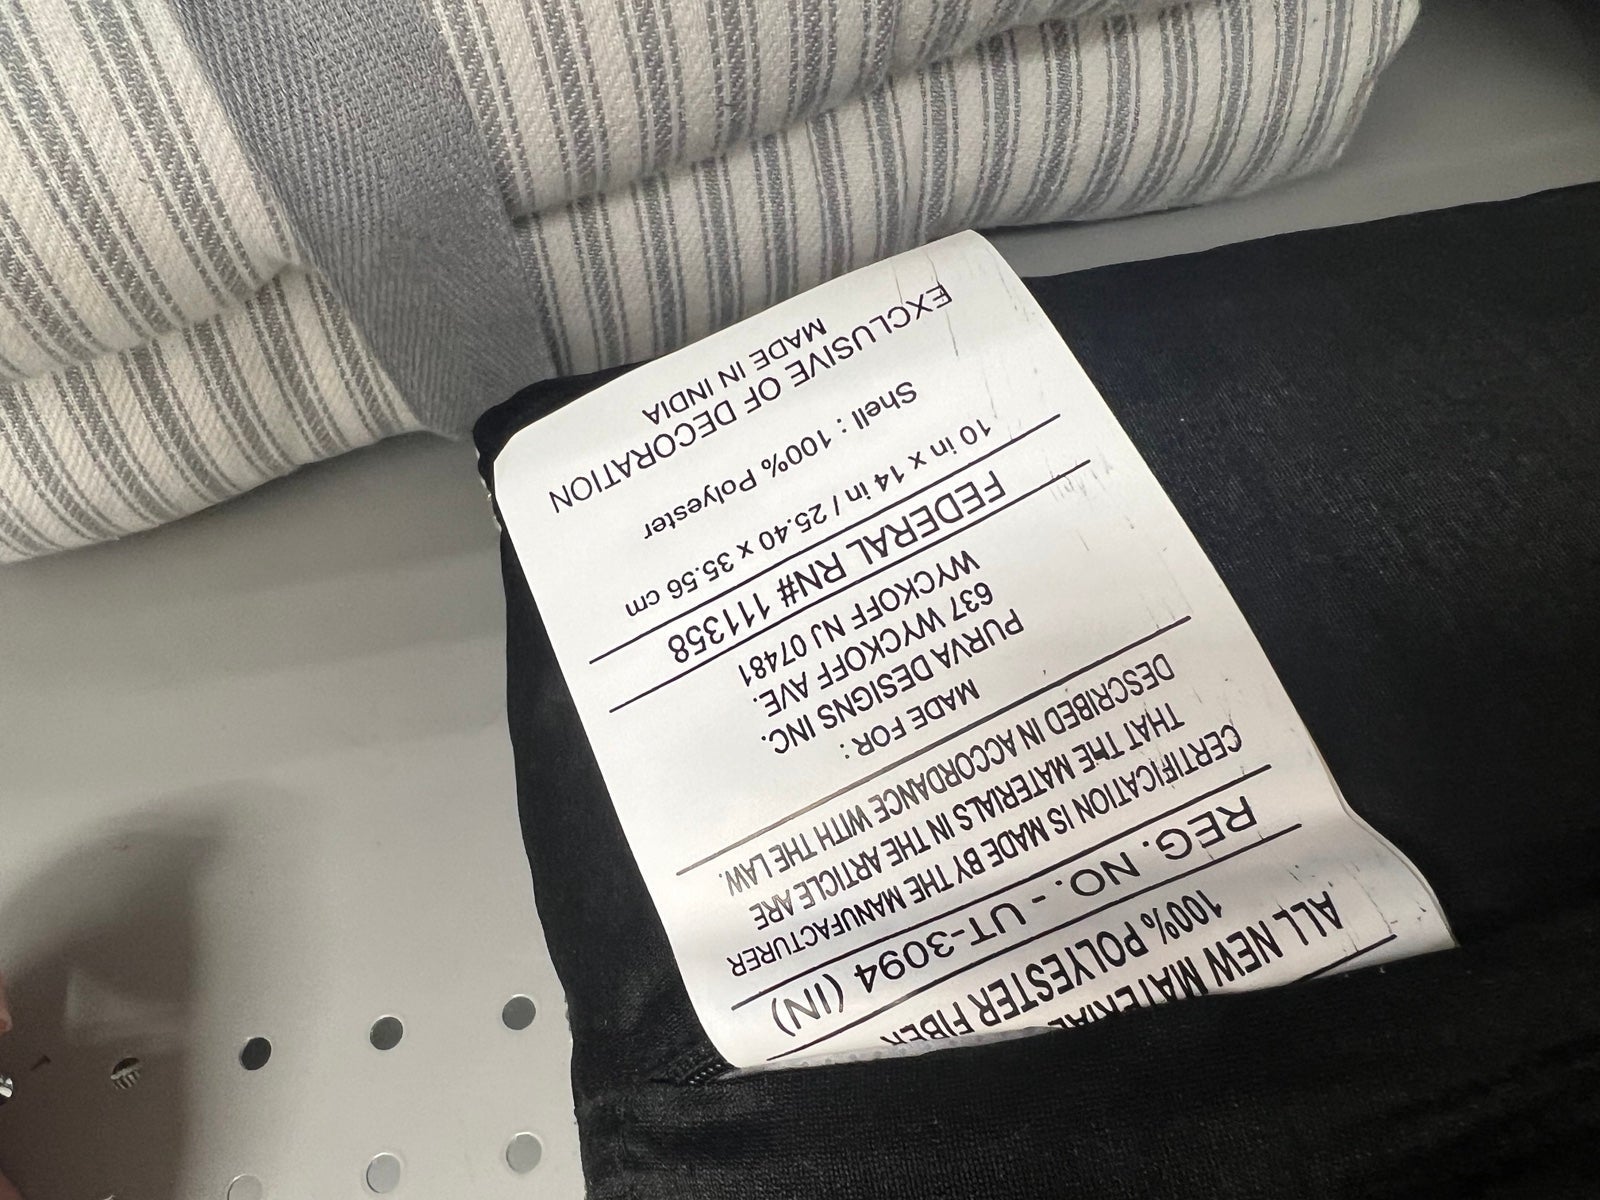 ALL NEW MATERIAL
100% POLYESTER FIBER
REG. NO. - UT-3094 (IN)
CERTIFICATION IS MADE BY THE MANUFACTURER
THAT THE MATERIALS IN THE ARTICLE ARE
DESCRIBED IN ACCORDANCE WITH THE LAW.
MADE FOR :
PURVA DESIGNS INC.
637 WYCKOFF AVE.
WYCKOFF NJ 07481
FEDERAL RN# 111358
10 in x 14 in / 25.40 x 35.56 cm
Shell : 100% Polyester
EXCLUSIVE OF DECORATION
MADE IN INDIA